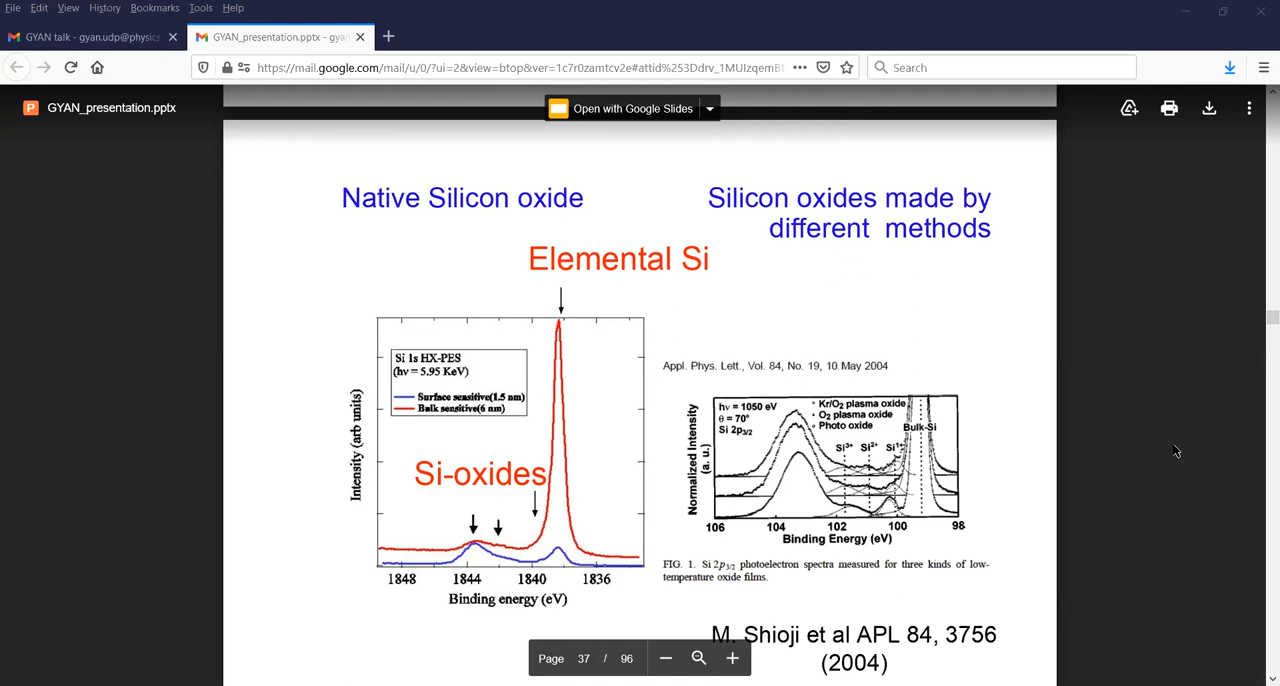 File Edit View History Bookmarks Tools Help
GYAN talk - gyan.udp@physics
GYAN_presentation.pptx - gyan
https://mail.google.com/mail/u/0/?ui=2&view=btop&ver=1c7r0zamtcv2e#attid%253Ddrv_1MUIzqemB
Search
GYAN_presentation.pptx
Open with Google Slides
Native Silicon oxide
Silicon oxides made by
different methods
Elemental Si
Si 1s HX-PES
(hν = 5.95 KeV)
Surface sensitive(1.5 nm)
Bulk sensitive(6 nm)
Si-oxides
Intensity (arb units)
1848 1844 1840 1836
Binding energy (eV)
Appl. Phys. Lett., Vol. 84, No. 19, 10 May 2004
hν = 1050 eV
θ = 70°
Si 2p3/2
Kr/O2 plasma oxide
O2 plasma oxide
Photo oxide
Bulk-Si
Si3+ Si2+ Si1+
Normalized Intensity
(a. u.)
106 104 102 100 98
Binding Energy (eV)
FIG. 1. Si 2p3/2 photoelectron spectra measured for three kinds of low-
temperature oxide films.
M. Shioji et al APL 84, 3756
(2004)
Page 37 / 96